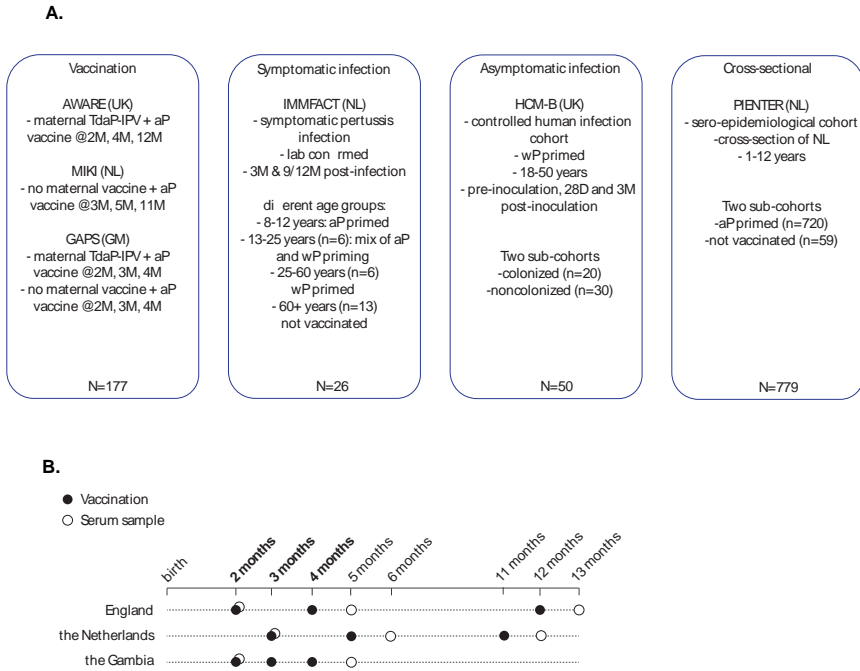 A.
Vaccination
AWARE (UK)
- maternal TdaP-IPV + aP
vaccine @2M, 4M, 12M
MIKI (NL)
- no maternal vaccine + aP
vaccine @3M, 5M, 11M
GAPS (GM)
- maternal TdaP-IPV + aP
vaccine @2M, 3M, 4M
- no maternal vaccine + aP
vaccine @2M, 3M, 4M
N=177
Symptomatic infection
IMMFACT (NL)
- symptomatic pertussis
infection
- lab con rmed
- 3M & 9/12M post-infection
di erent age groups:
- 8-12 years: aP primed
- 13-25 years (n=6): mix of aP
and wP priming
- 25-60 years (n=6)
wP primed
- 60+ years (n=13)
not vaccinated
N=26
Asymptomatic infection
HCM-B (UK)
- controlled human infection
cohort
- wP primed
- 18-50 years
- pre-inoculation, 28D and 3M
post-inoculation
Two sub-cohorts
- colonized (n=20)
-noncolonized (n=30)
N=50
Cross-sectional
PIENTER (NL)
- sero-epidemiological cohort
-cross-section of NL
- 1-12 years
Two sub-cohorts
-aP primed (n=720)
-not vaccinated (n=59)
N=779
B.
Vaccination
Serum sample
birth
2 months
3 months
4 months
5 months
6 months
11 months
12 months
13 months
England
the Netherlands
the Gambia